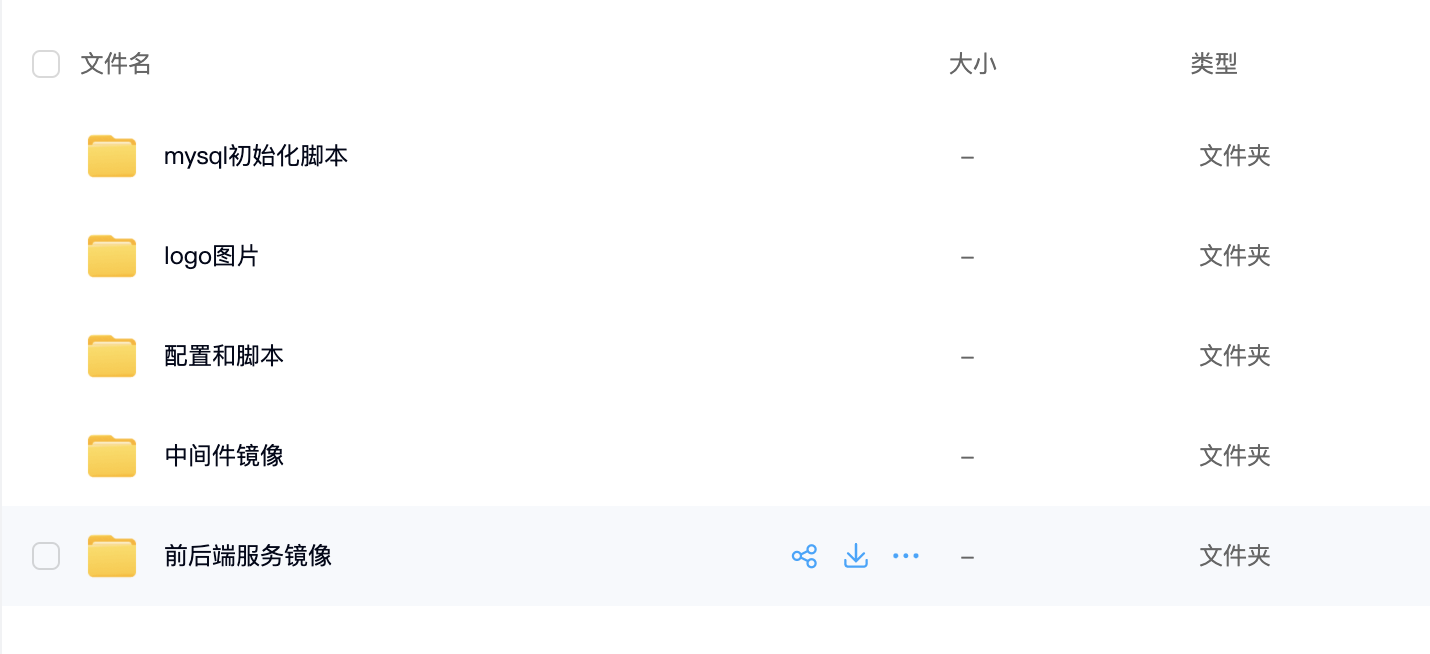 文件名 大小 类型
mysql初始化脚本 – 文件夹
logo图片 – 文件夹
配置和脚本 – 文件夹
中间件镜像 – 文件夹
前后端服务镜像 – 文件夹